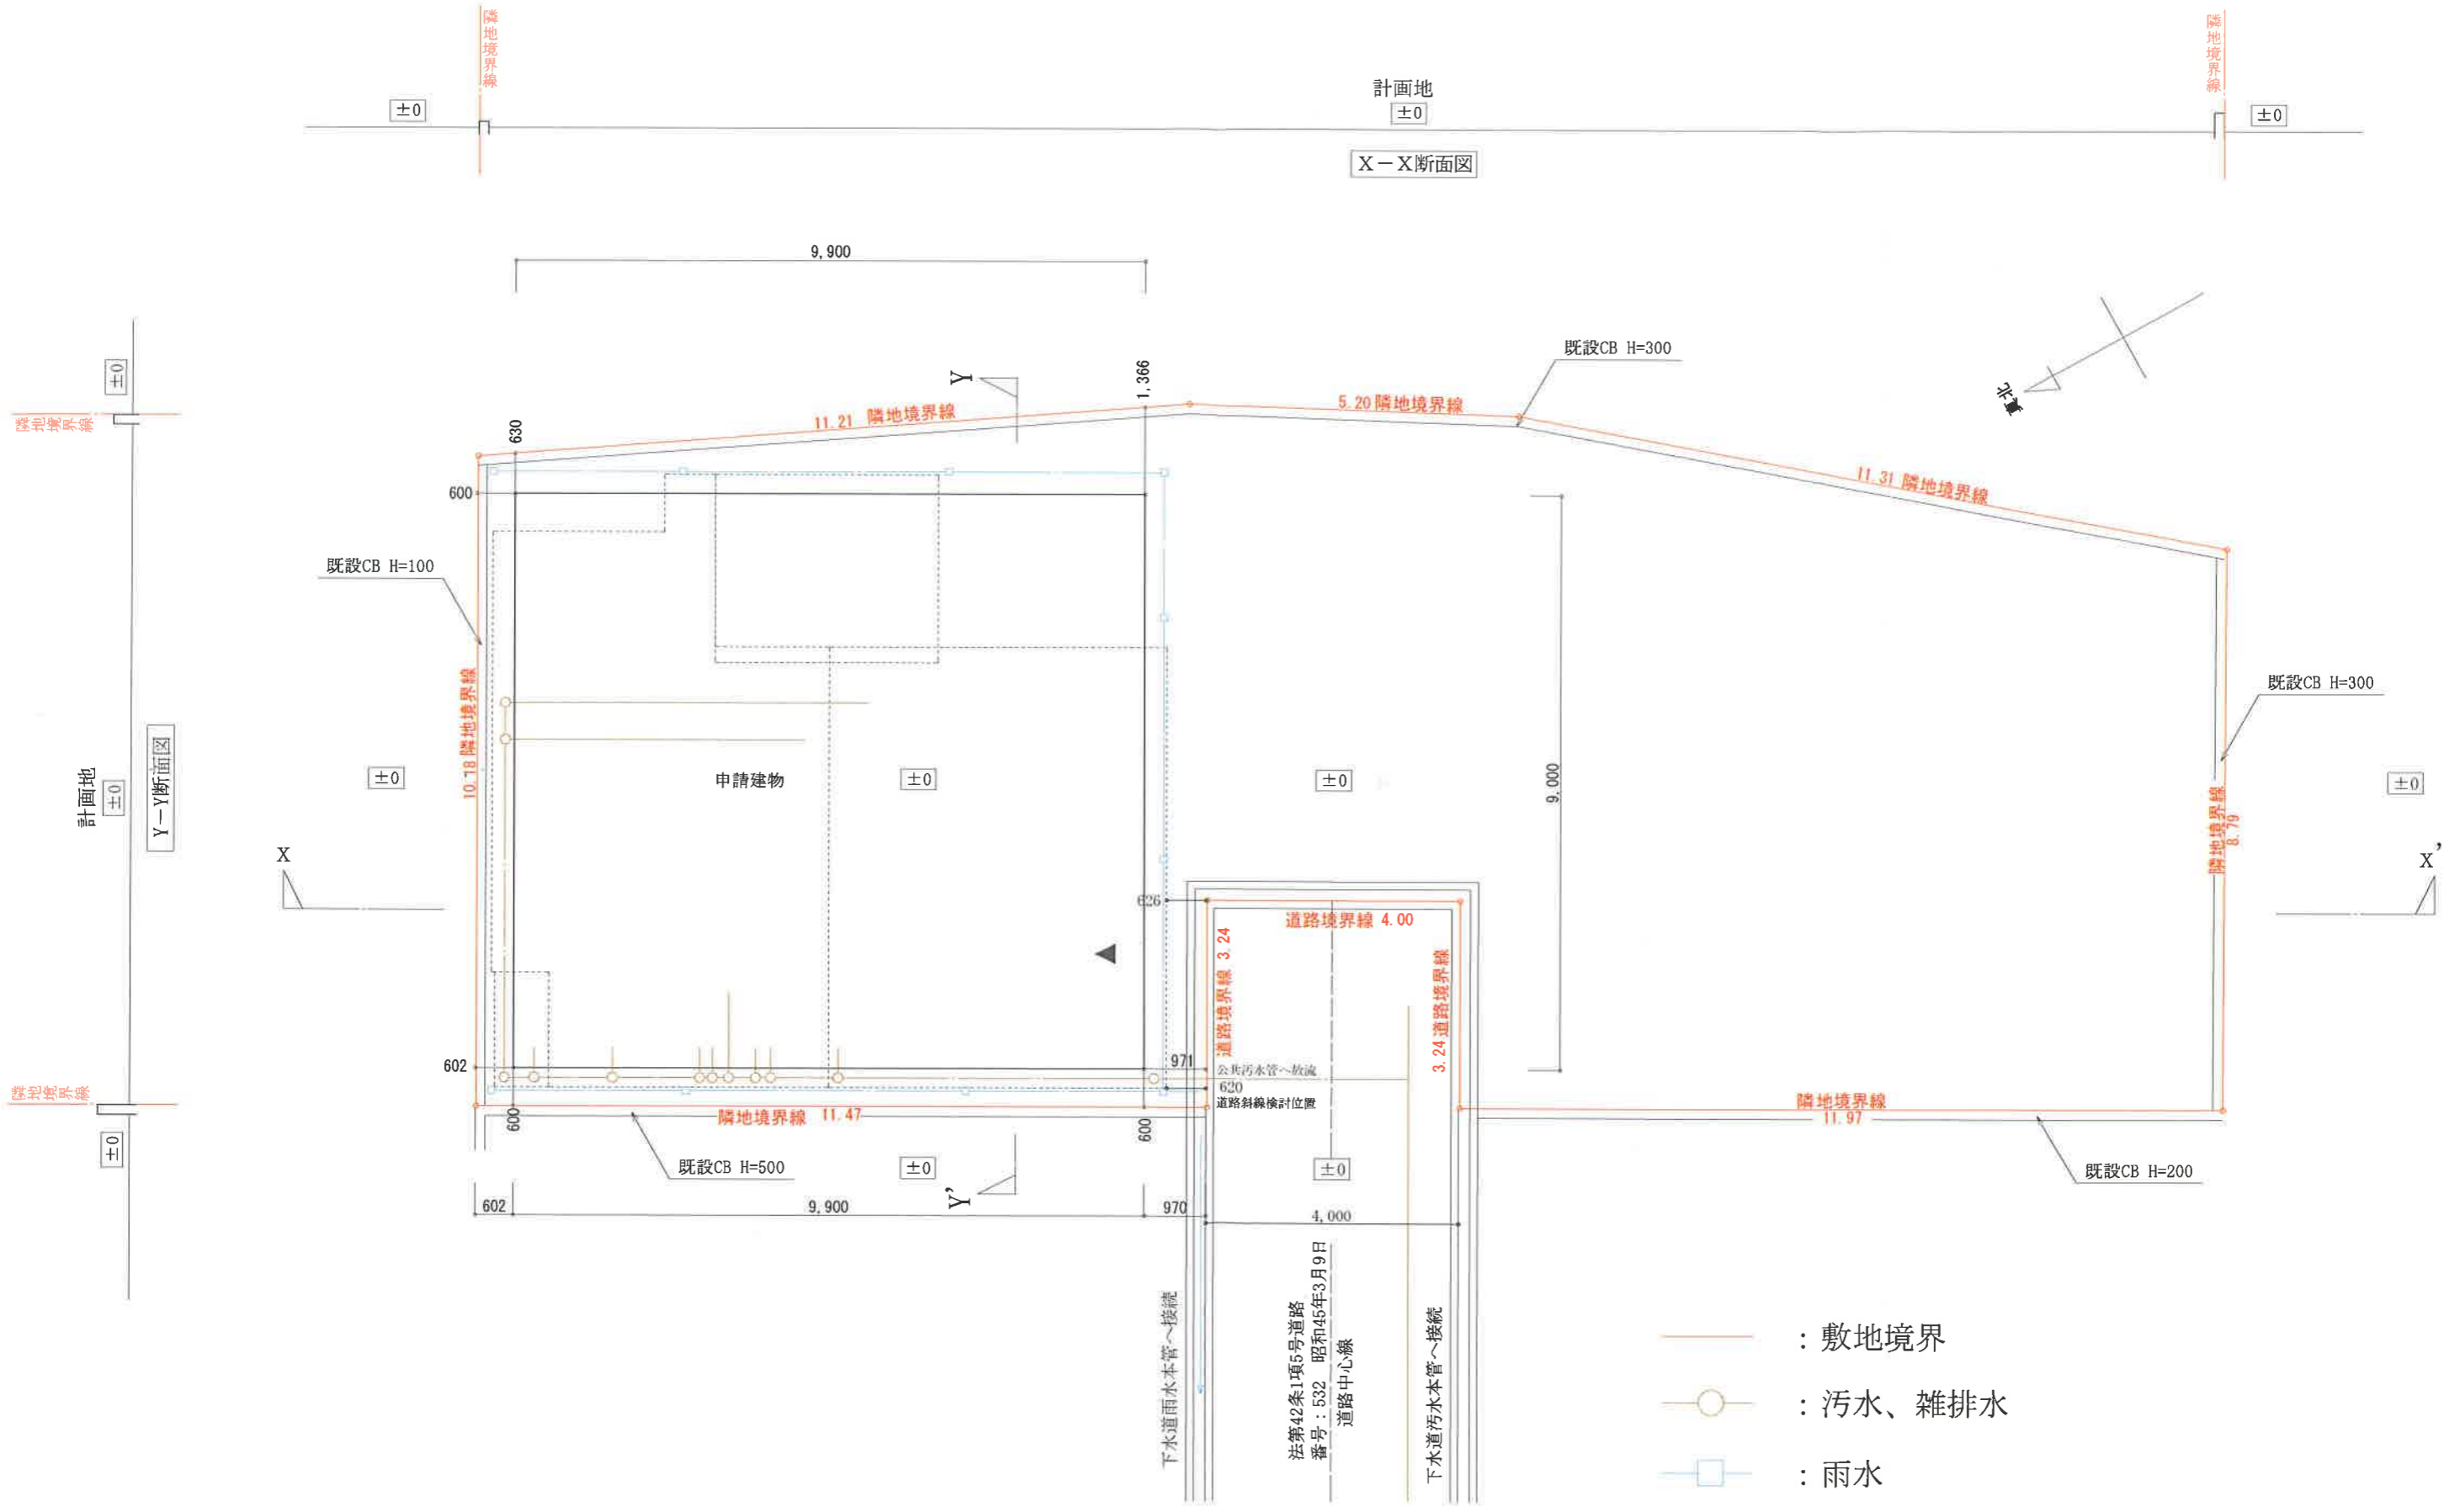 隣地境界線
隣地境界線
±0
計画地
±0
±0
X－X断面図
9,900
真北
既設CB H=300
±0
隣地境界線
Y
1,366
11.21 隣地境界線
5.20 隣地境界線
630
600
11.31 隣地境界線
既設CB H=100
10.18 隣地境界線
既設CB H=300
計画地
±0
Y－Y断面図
±0
申請建物
±0
±0
9,000
隣地境界線
8.79
±0
X
X’
626
道路境界線 4.00
道路境界線 3.24
3.24 道路境界線
602
971
公共汚水管へ放流
620
道路斜線検討位置
隣地境界線
±0
600
隣地境界線 11.47
600
隣地境界線
11.97
既設CB H=500
±0
Y’
±0
既設CB H=200
602
9,900
970
4,000
下水道雨水本管へ接続
法第42条1項5号道路
番号：532 昭和45年3月9日
道路中心線
下水道汚水本管へ接続
：敷地境界
：汚水、雑排水
：雨水